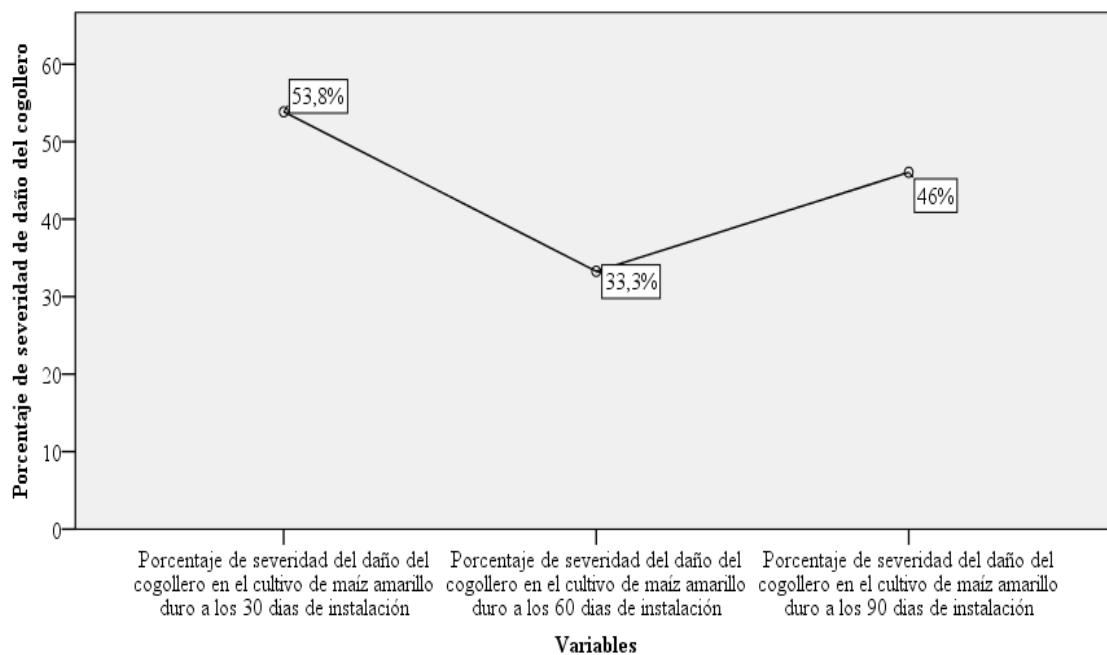 Porcentaje de severidad de daño del cogollero
60
50
40
30
20
10
0
53,8%
33,3%
46%
Porcentaje de severidad del daño del
cogollero en el cultivo de maíz amarillo
duro a los 30 dias de instalación
Porcentaje de severidad del daño del
cogollero en el cultivo de maíz amarillo
duro a los 60 dias de instalación
Porcentaje de severidad del daño del
cogollero en el cultivo de maíz amarillo
duro a los 90 dias de instalación
Variables